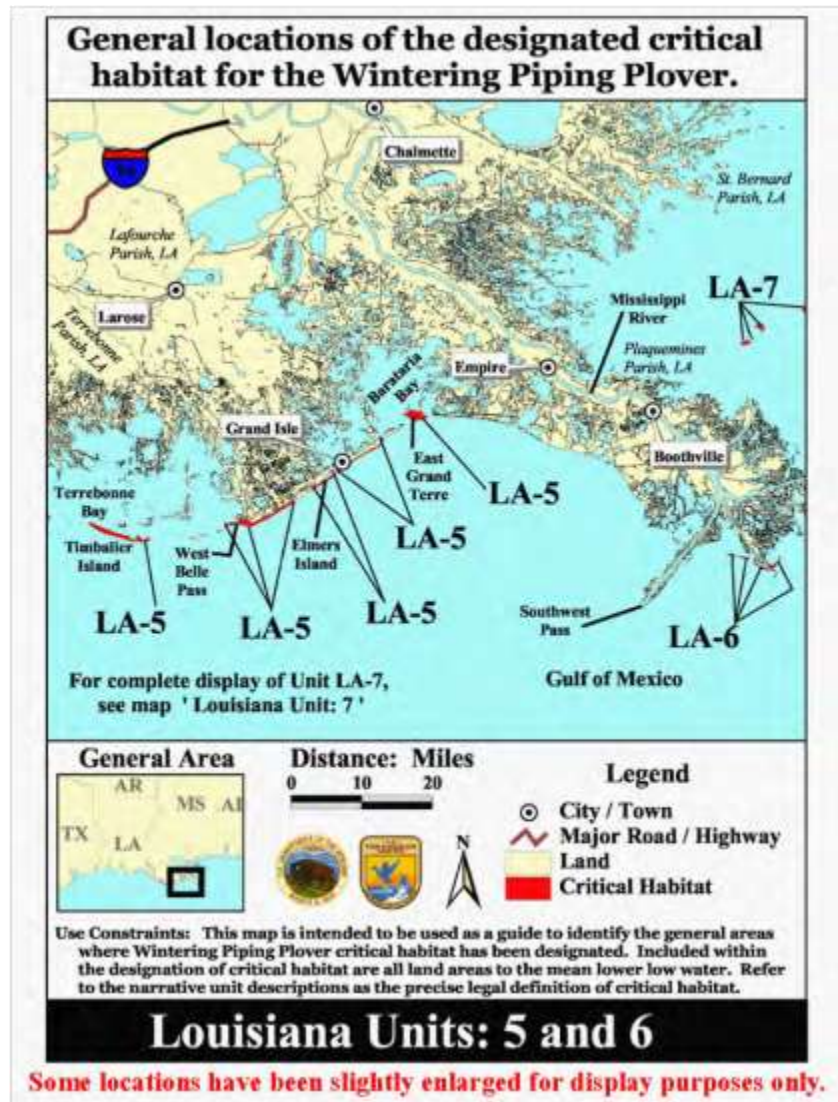 General locations of the designated critical
habitat for the Wintering Piping Plover.
Chalmette
St. Bernard
Parish, LA
Lafourche
Parish, LA
LA-7
Larose
Mississippi
River
Terrebonne
Parish, LA
Plaquemines
Parish, LA
Barataria
Bay
Empire
Grand Isle
Boothville
East
Grand
Terre
LA-5
Terrebonne
Bay
LA-5
Timbalier
Island
West
Belle
Pass
Elmers
Island
LA-5
LA-5
LA-5
Southwest
Pass
LA-6
For complete display of Unit LA-7,
see map ' Louisiana Unit: 7 '
Gulf of Mexico
General Area
AR
MS
TX
LA
Distance: Miles
0 10 20
N
Legend
City / Town
Major Road / Highway
Land
Critical Habitat
Use Constraints: This map is intended to be used as a guide to identify the general areas
where Wintering Piping Plover critical habitat has been designated. Included within
the designation of critical habitat are all land areas to the mean lower low water. Refer
to the narrative unit descriptions as the precise legal definition of critical habitat.
Louisiana Units: 5 and 6
Some locations have been slightly enlarged for display purposes only.